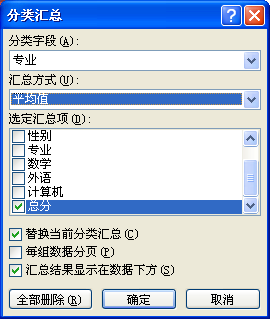 分类汇总
分类字段(A):
专业
汇总方式(U):
平均值
选定汇总项(D):
性别
专业
数学
外语
计算机
总分
替换当前分类汇总(C)
每组数据分页(P)
汇总结果显示在数据下方(S)
全部删除(R) 确定 取消